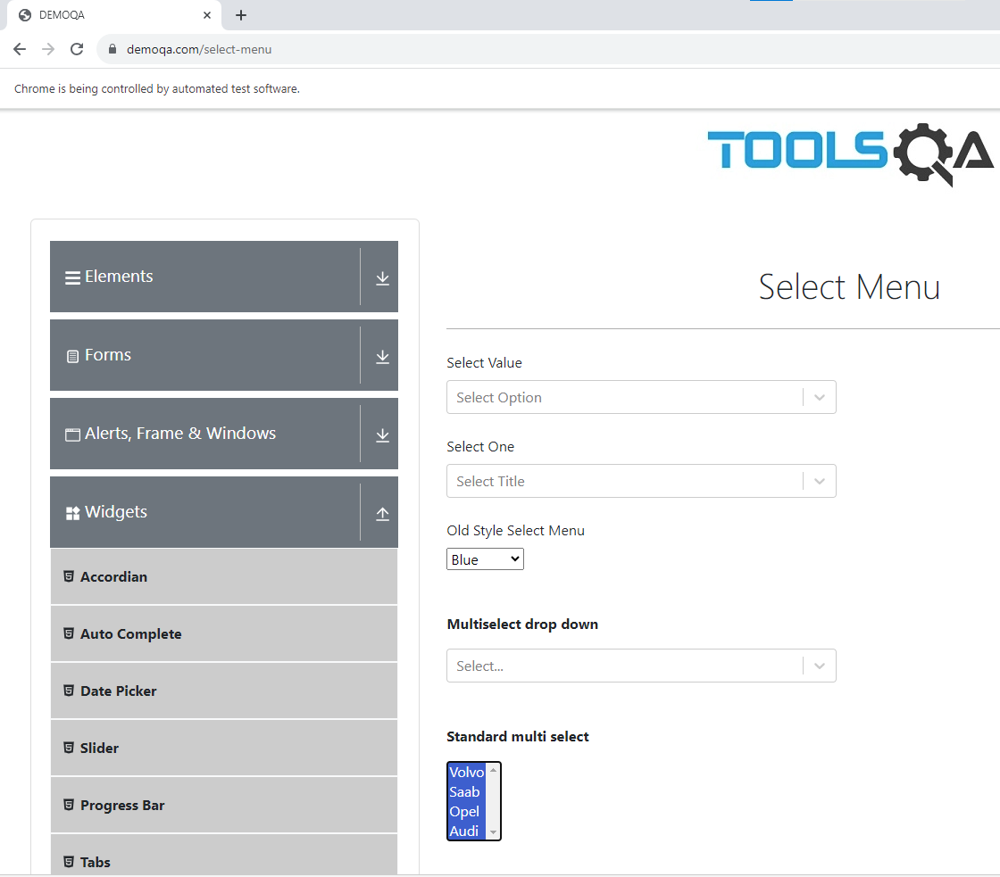 DEMOQA
demoqa.com/select-menu
Chrome is being controlled by automated test software.
TOOLSQA
Elements
Forms
Alerts, Frame & Windows
Widgets
Accordian
Auto Complete
Date Picker
Slider
Progress Bar
Tabs
Select Menu
Select Value
Select Option
Select One
Select Title
Old Style Select Menu
Blue
Multiselect drop down
Select...
Standard multi select
Volvo
Saab
Opel
Audi